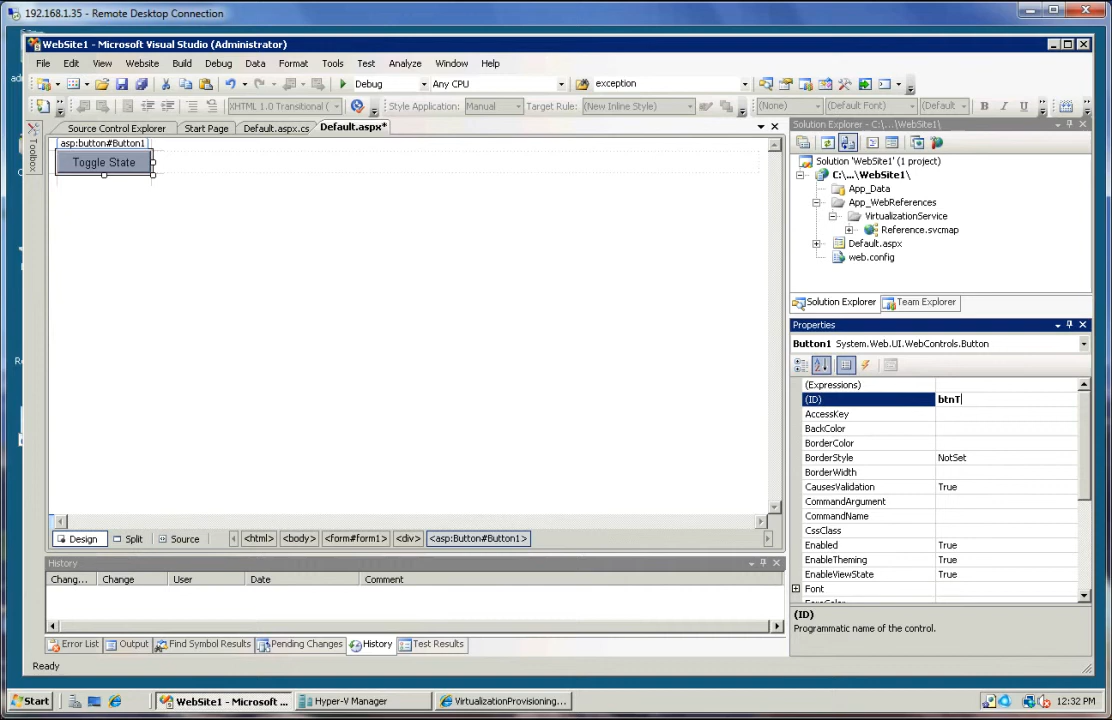 192.168.1.35 - Remote Desktop Connection
WebSite1 - Microsoft Visual Studio (Administrator)
File Edit View Website Build Debug Data Format Tools Test Analyze Window Help
Debug Any CPU exception
XHTML 1.0 Transitional ( Style Application: Manual Target Rule: (New Inline Style) (None) (Default Font) (Default B I U
Toolbox
Source Control Explorer Start Page Default.aspx.cs Default.aspx*
asp:button#Button1
Toggle State
Solution Explorer - C:\...\WebSite1\
Solution 'WebSite1' (1 project)
C:\...\WebSite1\
App_Data
App_WebReferences
VirtualizationService
Reference.svcmap
Default.aspx
web.config
Solution Explorer Team Explorer
Properties
Button1 System.Web.UI.WebControls.Button
(Expressions)
(ID) btnT
AccessKey
BackColor
BorderColor
BorderStyle NotSet
BorderWidth
CausesValidation True
CommandArgument
CommandName
CssClass
Enabled True
EnableTheming True
EnableViewState True
Font
(ID)
Programmatic name of the control.
Design Split Source <html> <body> <form#form1> <div> <asp:Button#Button1>
History
Chang... Change User Date Comment
Error List Output Find Symbol Results Pending Changes History Test Results
Ready
Start WebSite1 - Microsoft ... Hyper-V Manager VirtualizationProvisioning... 12:32 PM